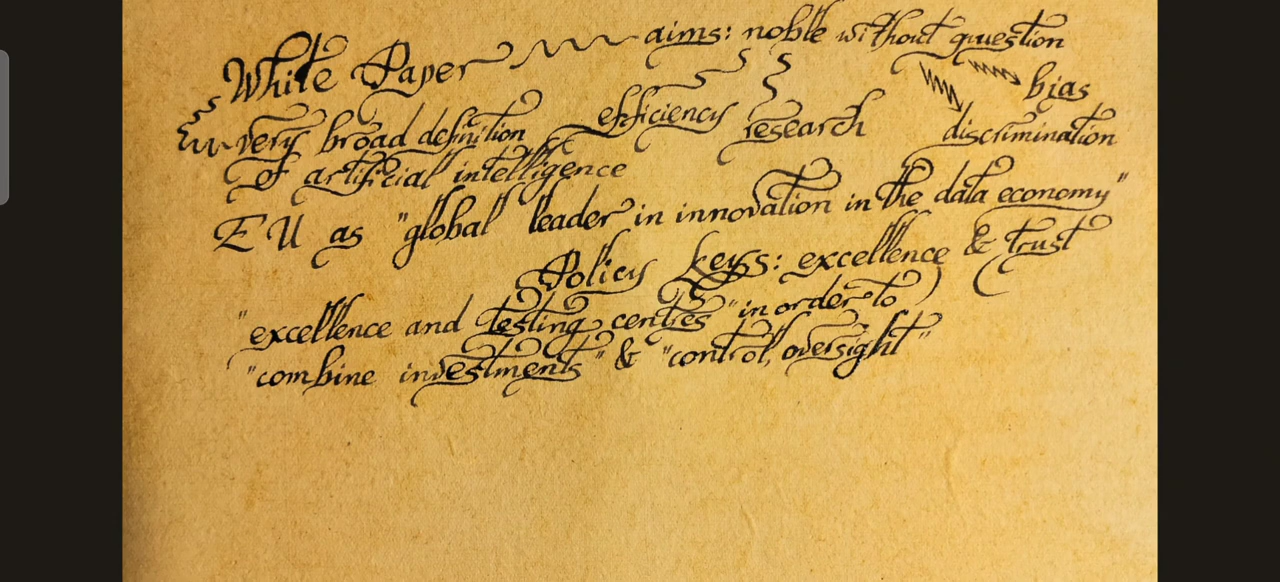 White Paper aims: noble without question
bias
efficiency research discrimination
very broad definition
of artificial intelligence
EU as "global leader in innovation in the data economy"
Policy keys: excellence & trust
"excellence and testing centres" in order to
"combine investments" & "control, oversight"